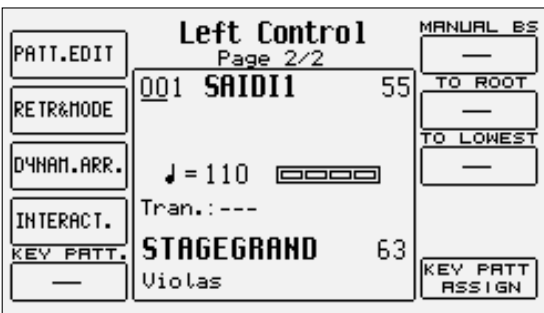 Left Control
Page 2/2
PATT.EDIT
RETR&MODE
DYNAM.ARR.
INTERACT.
KEY PATT.
—
001 SAIDI1 55
♩=110
Tran.:---
STAGEGRAND 63
Violas
MANUAL BS
—
TO ROOT
—
TO LOWEST
—
KEY PATT
ASSIGN